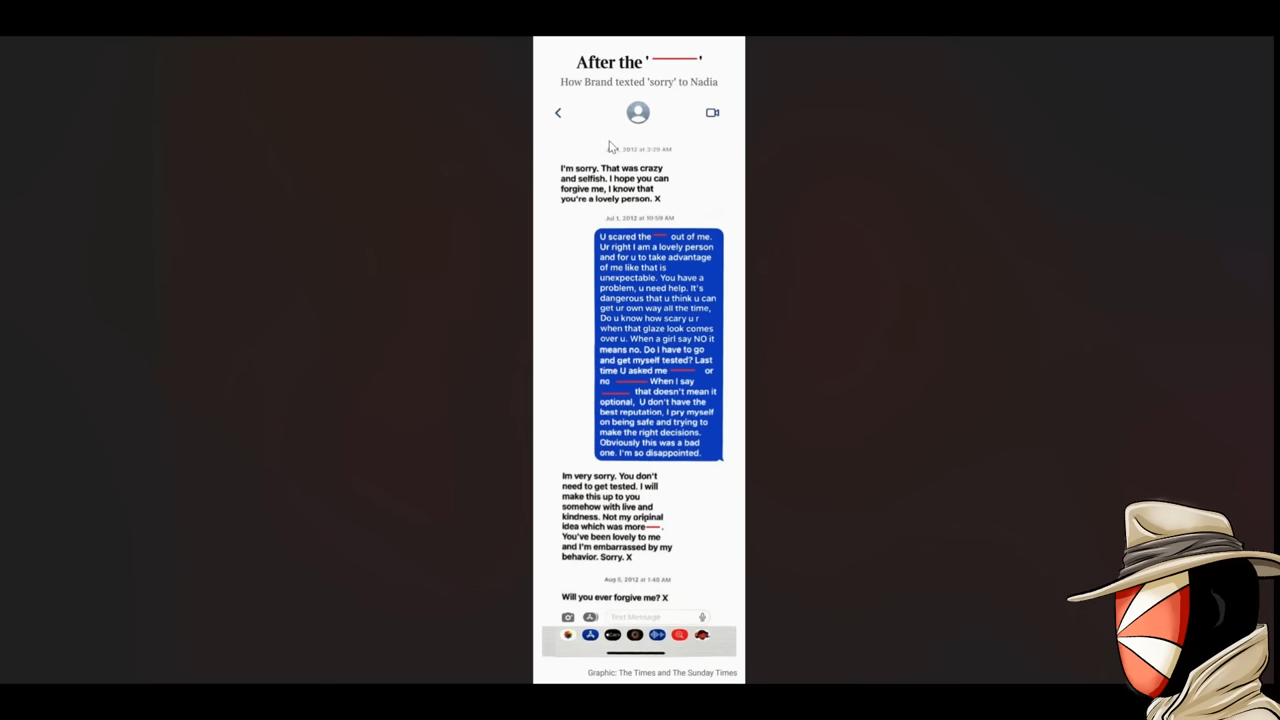 After the '          '
How Brand texted 'sorry' to Nadia
2012 at 3:29 AM
I'm sorry. That was crazy
and selfish. I hope you can
forgive me, I know that
you're a lovely person. X
Jul 1, 2012 at 10:59 AM
U scared the      out of me.
Ur right I am a lovely person
and for u to take advantage
of me like that is
unexpectable. You have a
problem, u need help. It's
dangerous that u think u can
get ur own way all the time,
Do u know how scary u r
when that glaze look comes
over u. When a girl say NO it
means no. Do I have to go
and get myself tested? Last
time U asked me      or
no      When I say
that doesn't mean it
optional, U don't have the
best reputation, I pry myself
on being safe and trying to
make the right decisions.
Obviously this was a bad
one. I'm so disappointed.
Im very sorry. You don't
need to get tested. I will
make this up to you
somehow with live and
kindness. Not my original
idea which was more      .
You've been lovely to me
and I'm embarrassed by my
behavior. Sorry. X
Aug 5, 2012 at 1:48 AM
Will you ever forgive me? X
Text Message
Graphic: The Times and The Sunday Times